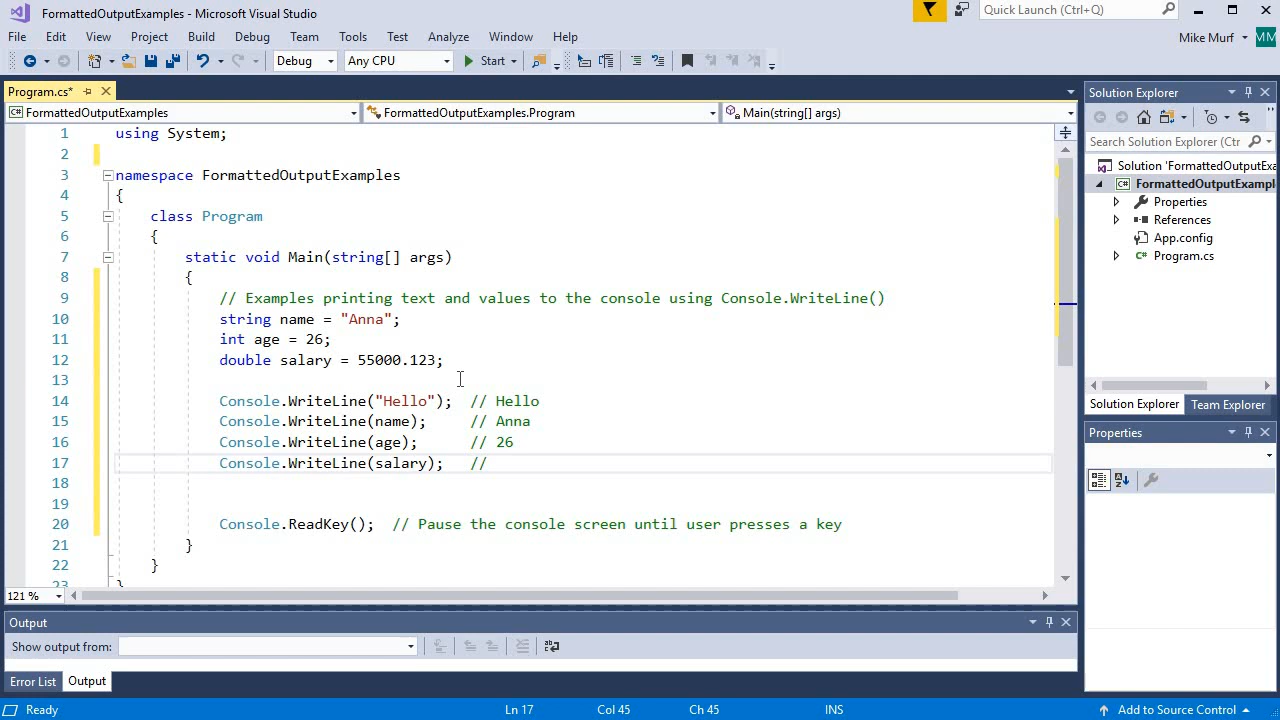 FormattedOutputExamples - Microsoft Visual Studio
Quick Launch (Ctrl+Q)
File Edit View Project Build Debug Team Tools Test Analyze Window Help
Mike Murf MM
Debug Any CPU Start
Program.cs*
FormattedOutputExamples FormattedOutputExamples.Program Main(string[] args)
1 using System;
2
3 namespace FormattedOutputExamples
4 {
5 class Program
6 {
7 static void Main(string[] args)
8 {
9 // Examples printing text and values to the console using Console.WriteLine()
10 string name = "Anna";
11 int age = 26;
12 double salary = 55000.123;
13
14 Console.WriteLine("Hello"); // Hello
15 Console.WriteLine(name); // Anna
16 Console.WriteLine(age); // 26
17 Console.WriteLine(salary); //
18
19
20 Console.ReadKey(); // Pause the console screen until user presses a key
21 }
22 }
23 }
121 %
Solution Explorer
Search Solution Explorer (Ctr
Solution 'FormattedOutputExa
FormattedOutputExampl
Properties
References
App.config
Program.cs
Solution Explorer Team Explorer
Properties
Output
Show output from:
Error List Output
Ready Ln 17 Col 45 Ch 45 INS Add to Source Control